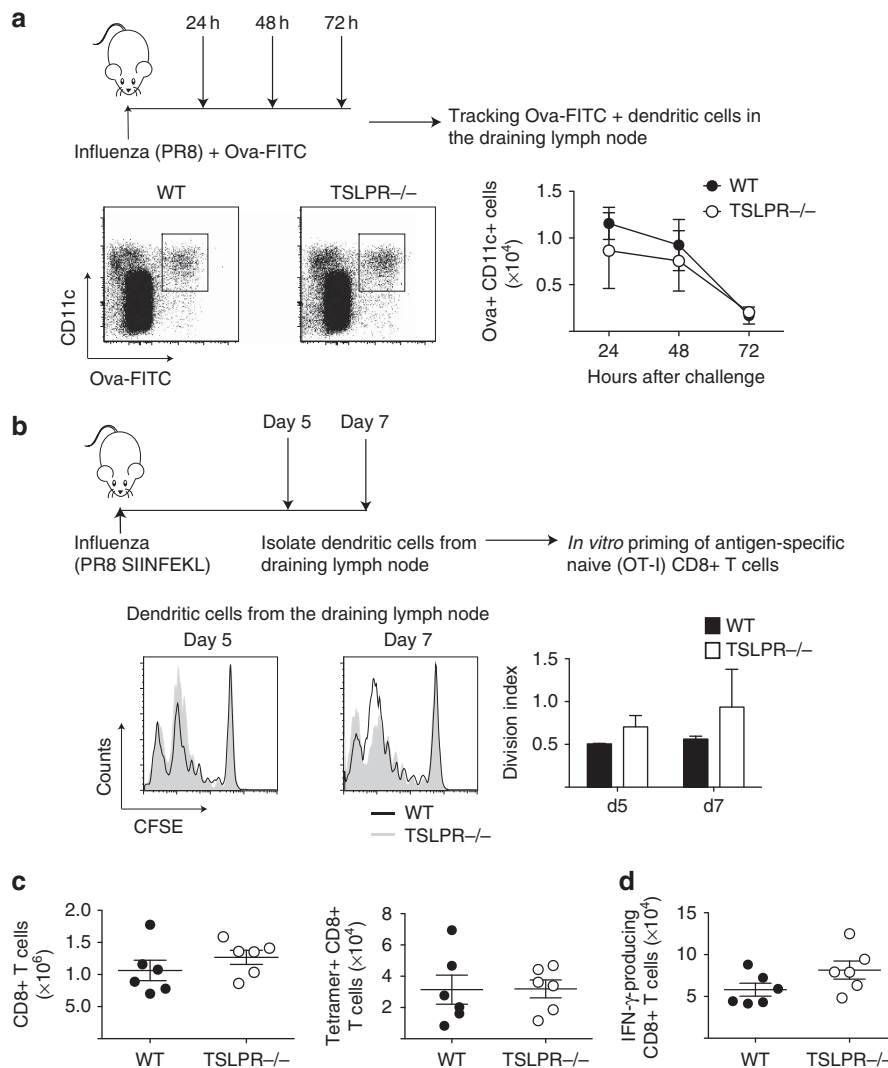 a
24 h 48 h 72 h
Influenza (PR8) + Ova-FITC
Tracking Ova-FITC + dendritic cells in
the draining lymph node
WT
TSLPR–/–
CD11c
Ova-FITC
Ova+ CD11c+ cells
(×10⁴)
1.5
1.0
0.5
WT
TSLPR–/–
24 48 72
Hours after challenge
b
Day 5 Day 7
Influenza
(PR8 SIINFEKL)
Isolate dendritic cells from
draining lymph node
In vitro priming of antigen-specific
naive (OT-I) CD8+ T cells
Dendritic cells from the draining lymph node
Day 5 Day 7
Counts
CFSE
WT
TSLPR–/–
WT
TSLPR–/–
Division index
1.5
1.0
0.5
d5 d7
c
CD8+ T cells
(×10⁶)
2.0
1.0
5.0
WT TSLPR–/–
Tetramer+ CD8+
T cells (×10⁴)
8
6
4
2
WT TSLPR–/–
d
IFN-γ-producing
CD8+ T cells (×10⁴)
15
10
5
WT TSLPR–/–